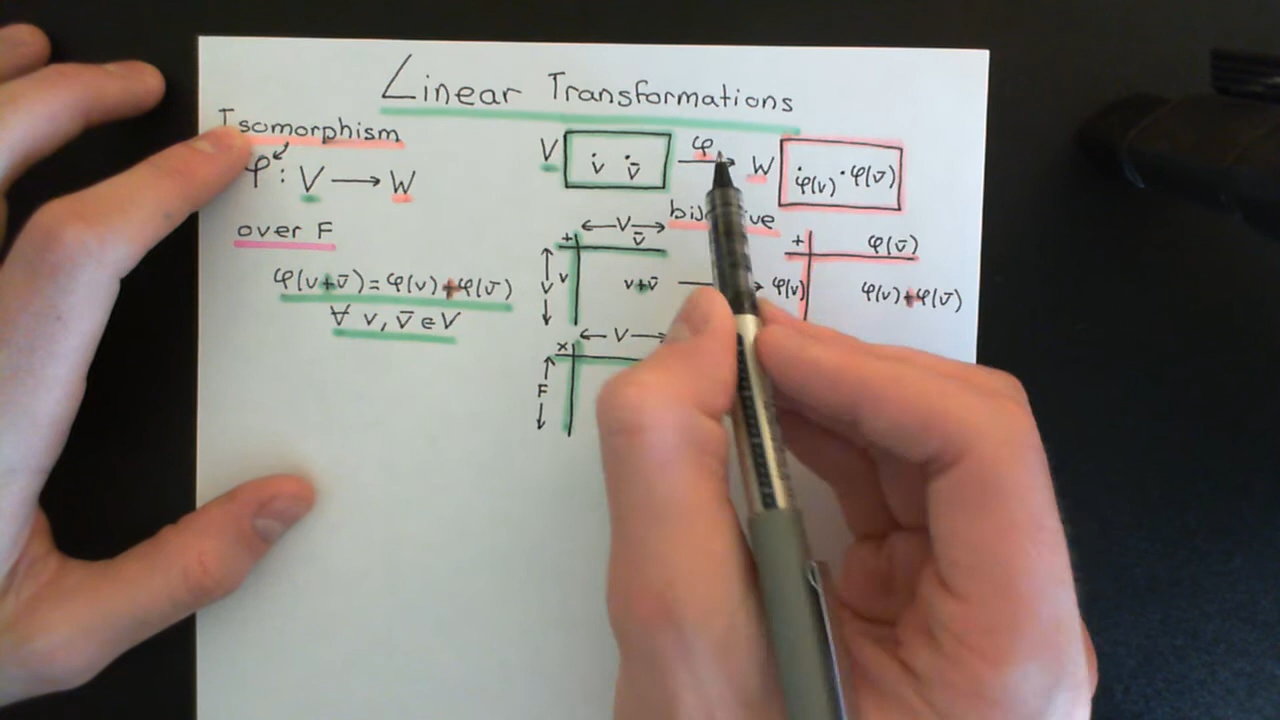 Linear Transformations
Isomorphism
φ: V → W
over F
φ(v+v̄)=φ(v)+φ(v̄)
∀ v, v̄ ∈ V
V v v̄ φ W φ(v) φ(v̄)
← V →
+ v̄
V v v+v̄ → φ(v)
+ φ(v̄)
φ(v)+φ(v̄)
← V →
x
F